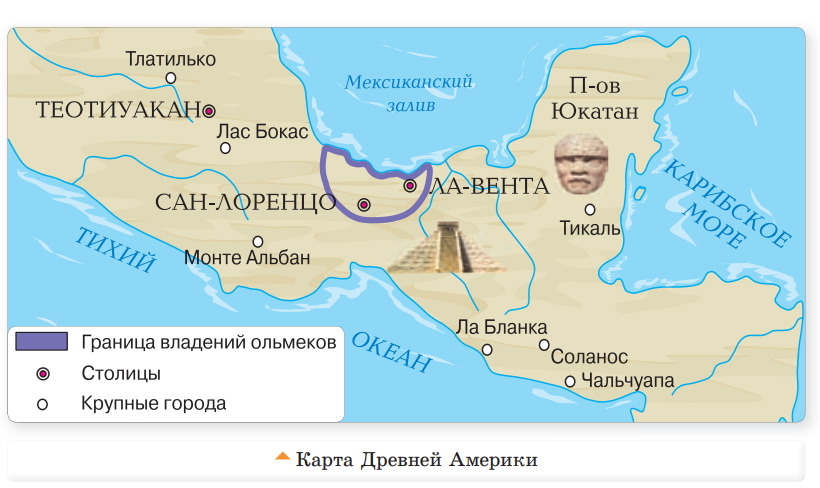 Тлатилько
ТЕОТИУАКАН
Лас Бокас
Мексиканский
залив
П-ов
Юкатан
САН-ЛОРЕНЦО
ЛА-ВЕНТА
КАРИБСКОЕ
МОРЕ
Тикаль
Монте Альбан
ТИХИЙ
ОКЕАН
Ла Бланка
Соланос
Чальчуапа
Граница владений ольмеков
Столицы
Крупные города
Карта Древней Америки